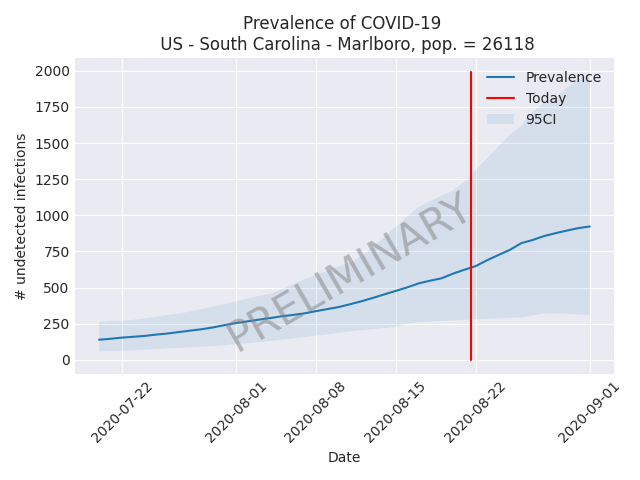 Prevalence of COVID-19
US - South Carolina - Marlboro, pop. = 26118
# undetected infections
2000
1750
1500
1250
1000
750
500
250
0
Prevalence
Today
95CI
PRELIMINARY
2020-07-22
2020-08-01
2020-08-08
2020-08-15
2020-08-22
2020-09-01
Date